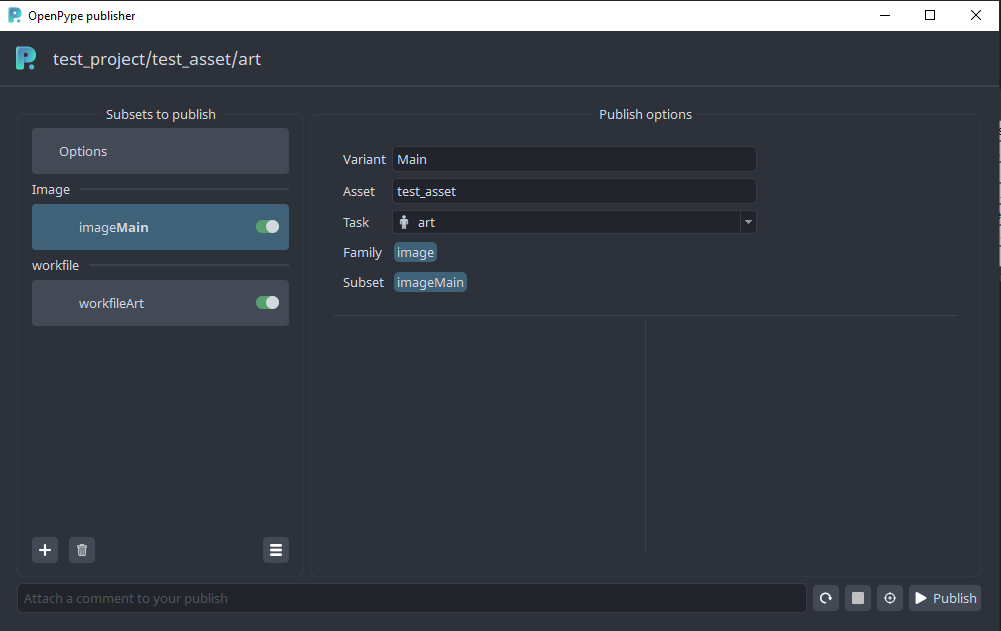 OpenPype publisher
test_project/test_asset/art
Subsets to publish
Options
Image
imageMain
workfile
workfileArt
Publish options
Variant Main
Asset test_asset
Task art
Family image
Subset imageMain
Attach a comment to your publish
Publish